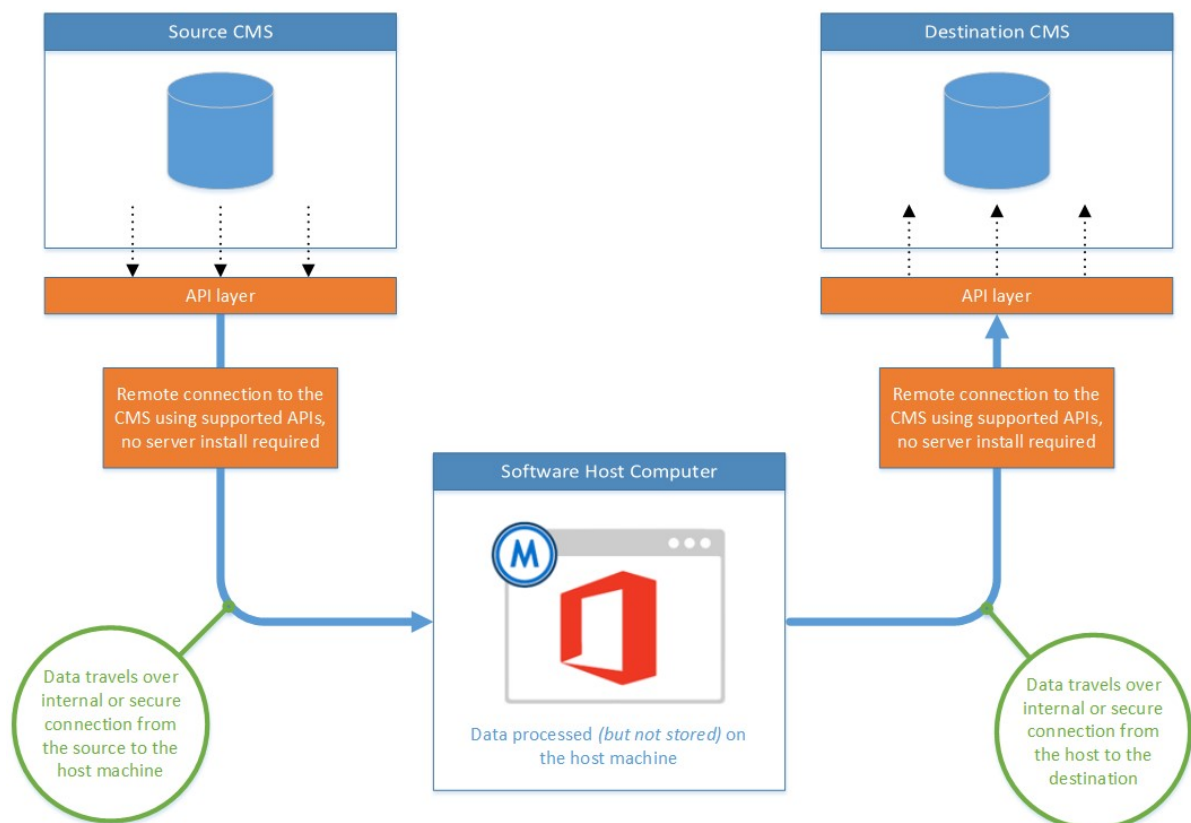 Source CMS
Destination CMS
API layer
API layer
Remote connection to the
CMS using supported APIs,
no server install required
Remote connection to the
CMS using supported APIs,
no server install required
Software Host Computer
M
Data processed (but not stored) on
the host machine
Data travels over
internal or secure
connection from
the source to the
host machine
Data travels over
internal or secure
connection from
the host to the
destination